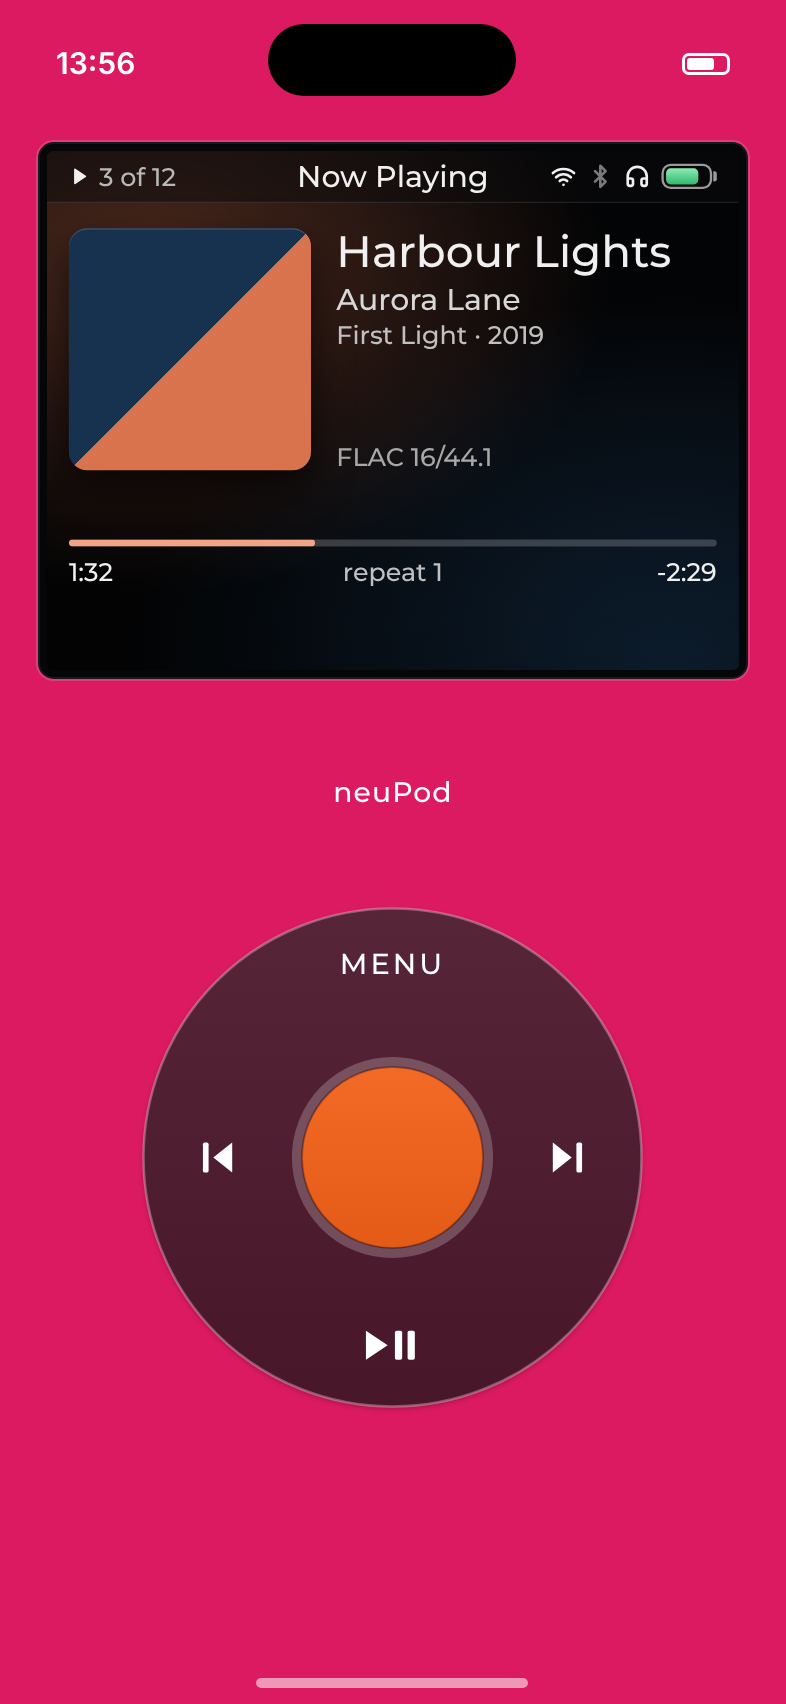 13:56
3 of 12 Now Playing
Harbour Lights
Aurora Lane
First Light · 2019
FLAC 16/44.1
1:32 repeat 1 -2:29
neuPod
MENU